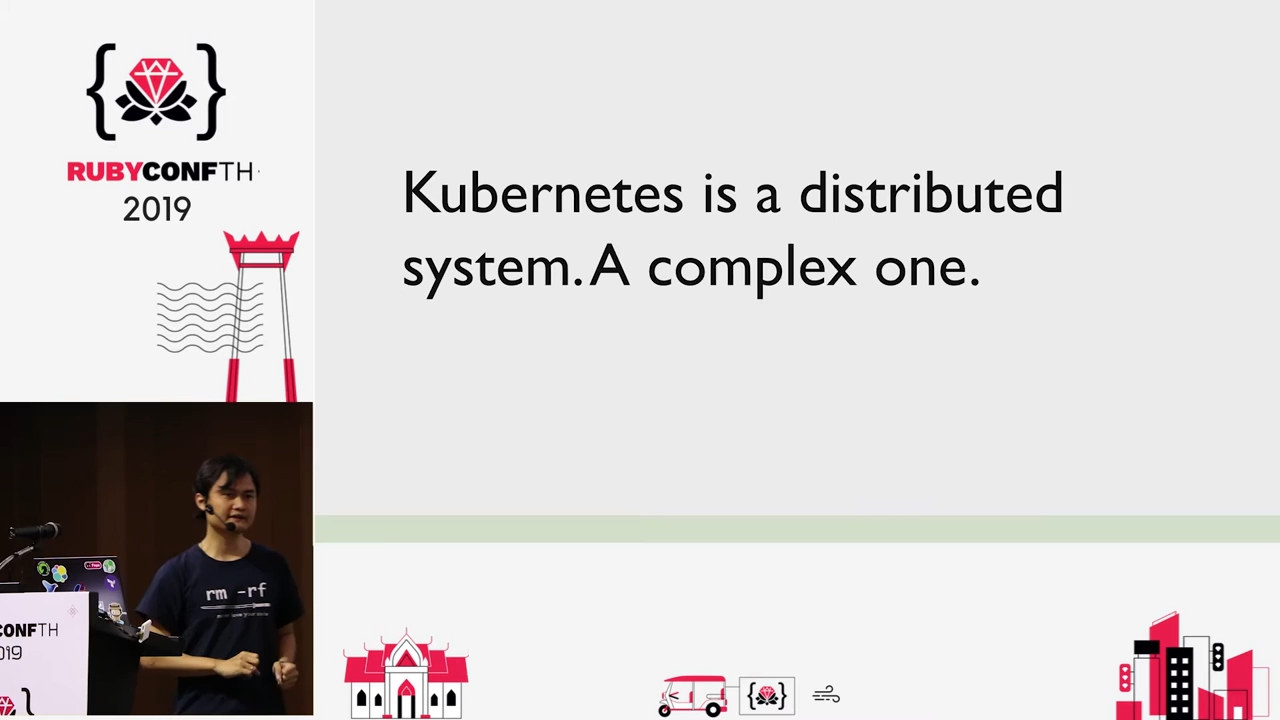 RUBYCONFTH
2019
Kubernetes is a distributed
system. A complex one.
rm -rf
CONFTH
019